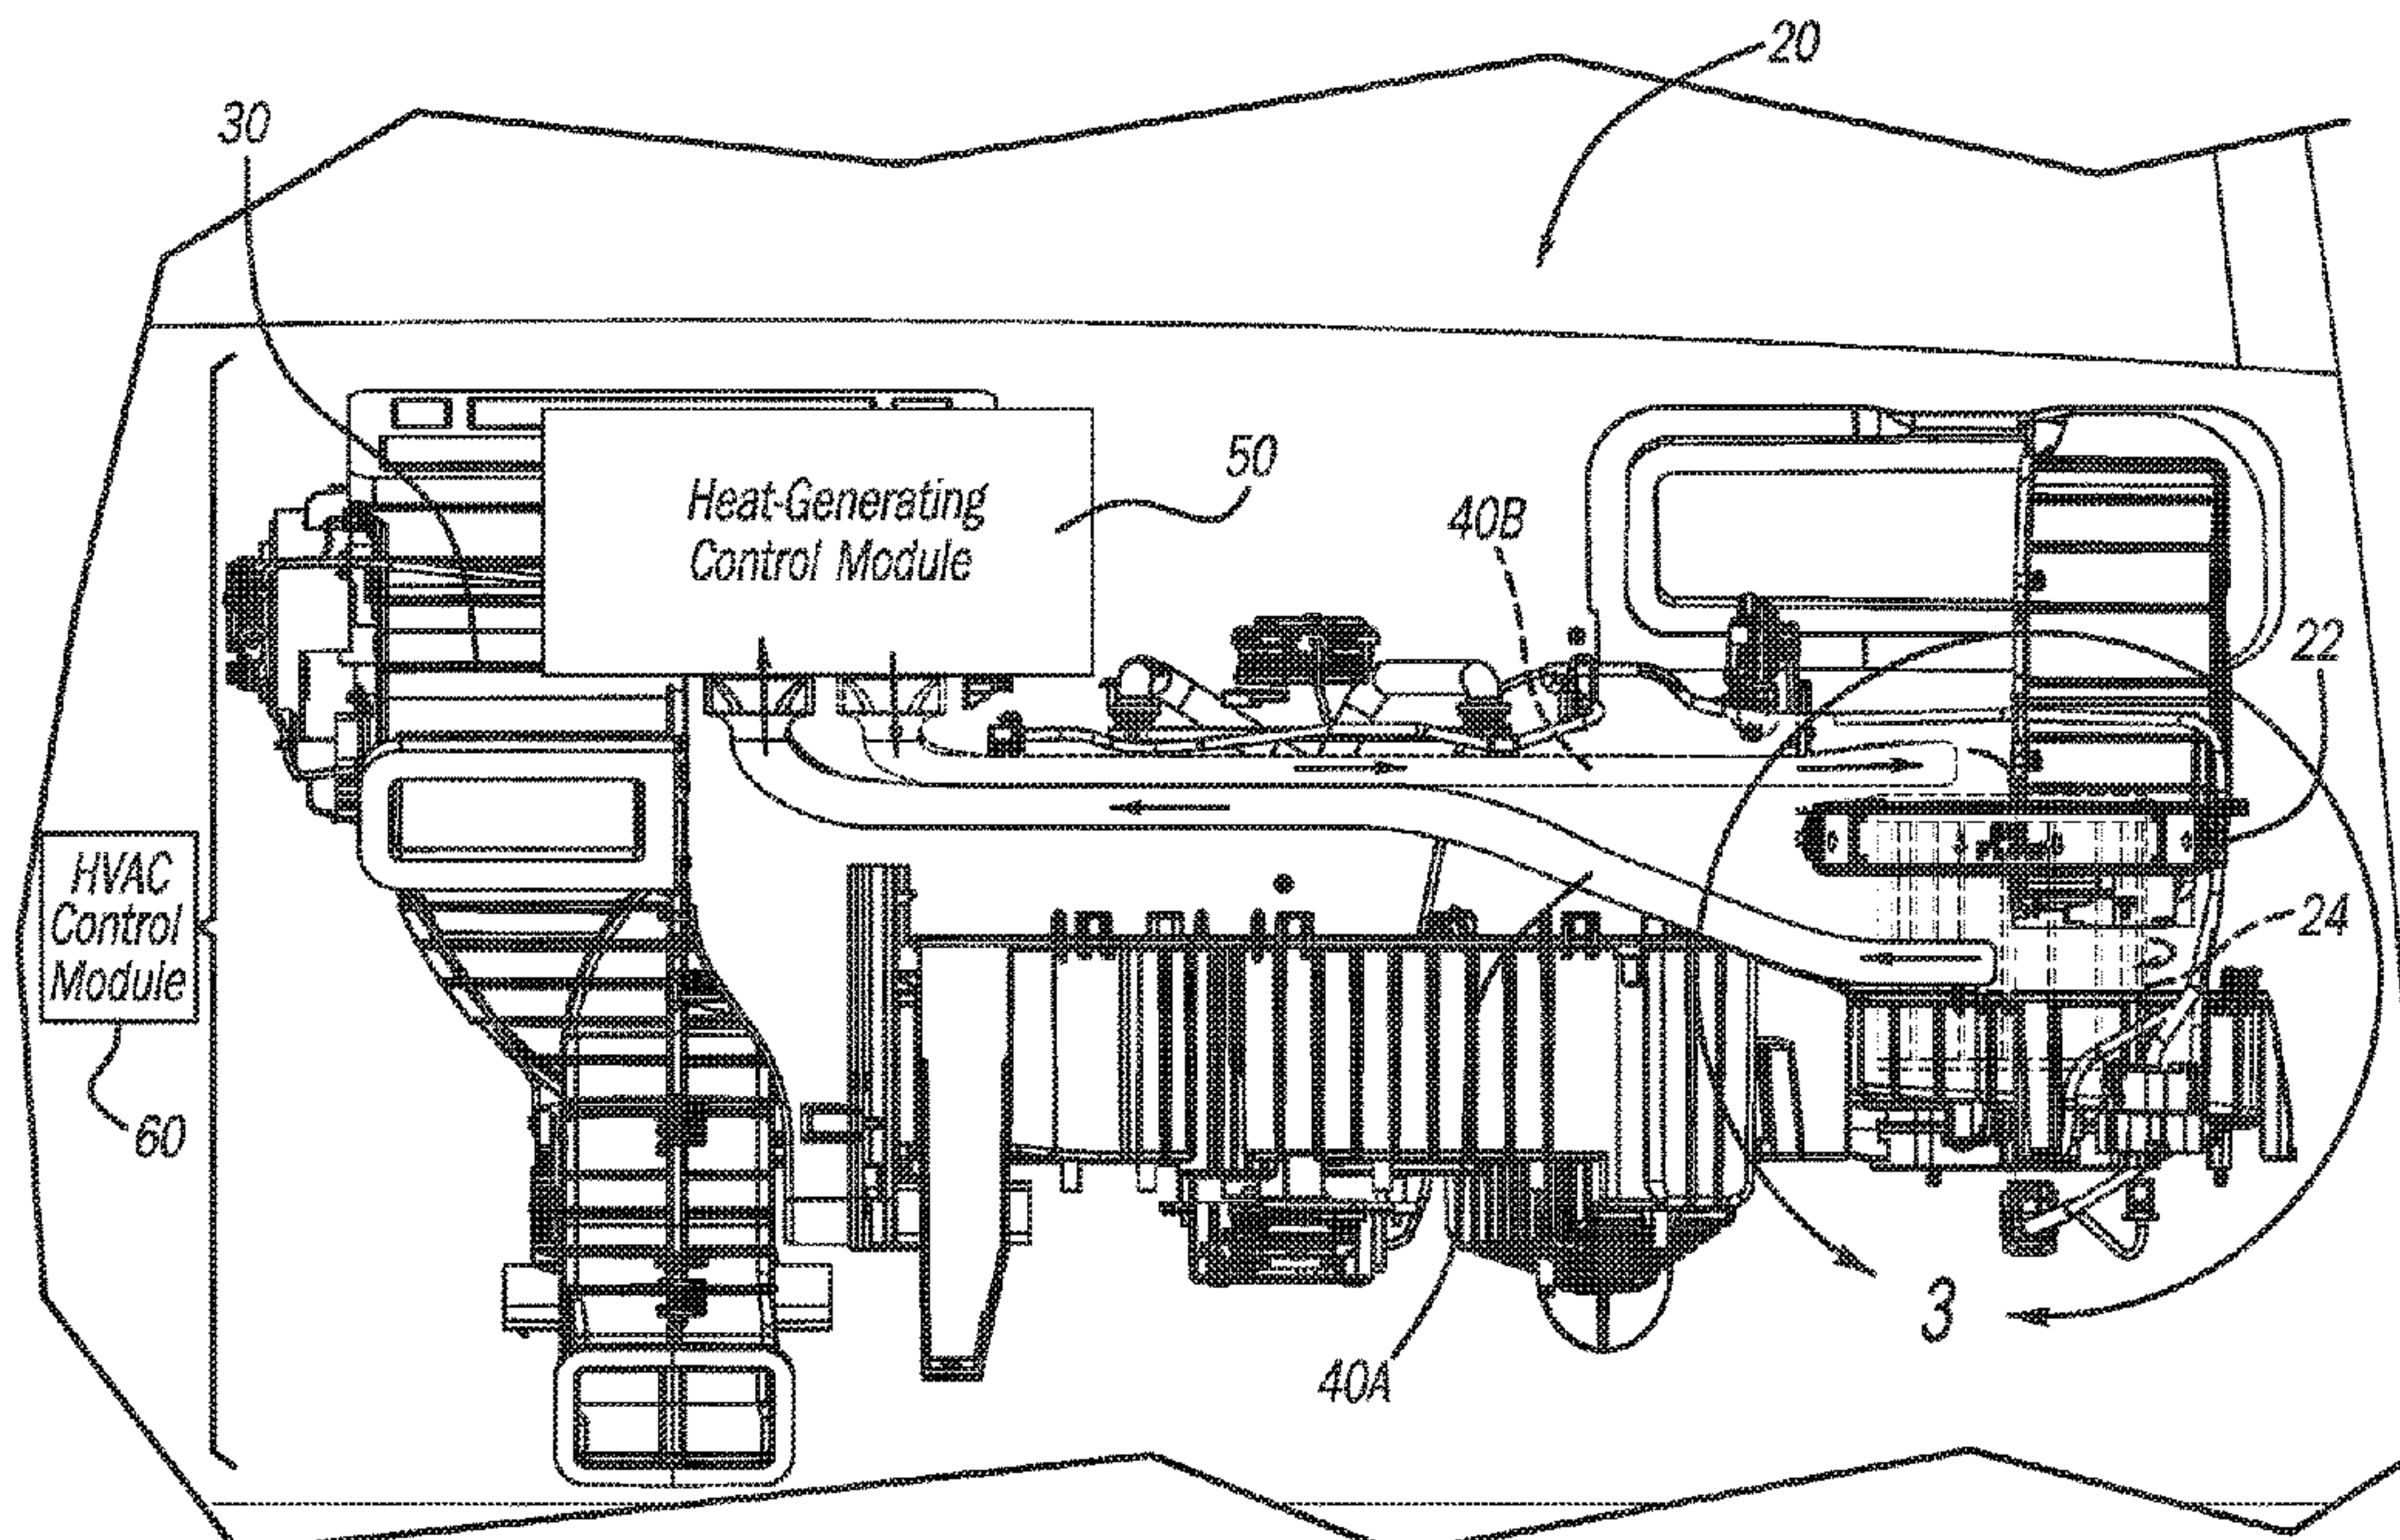 20
30
50
Heat-Generating
Control Module
40B
22
24
HVAC
Control
Module
60
3
40A